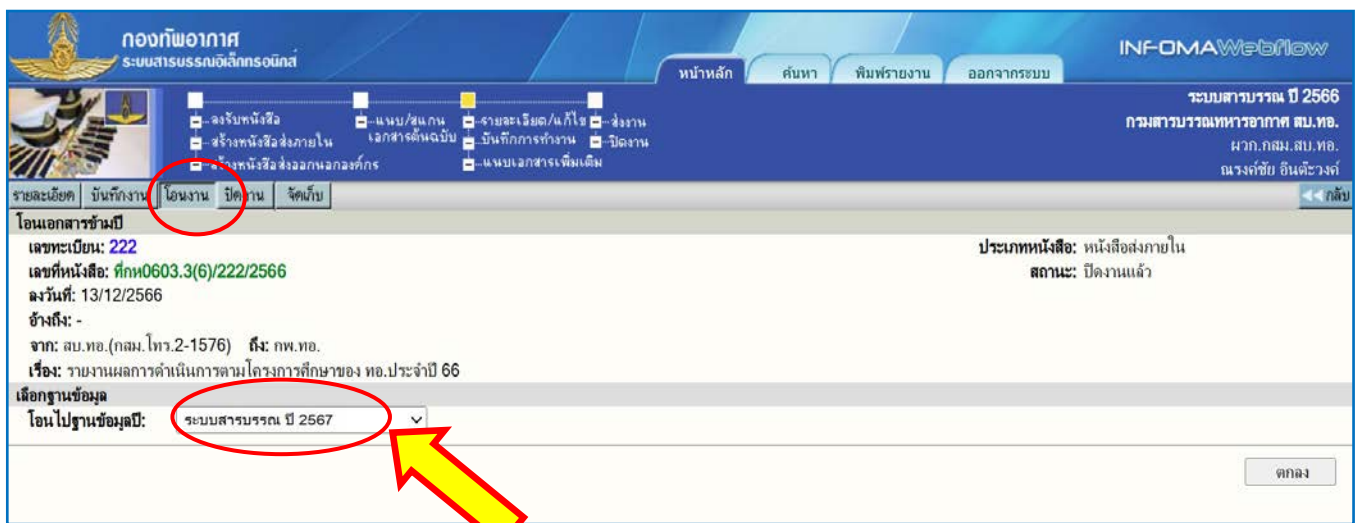 กองทัพอากาศ
ระบบสารบรรณอิเล็กทรอนิกส์
INFOMAWebflow
หน้าหลัก ค้นหา พิมพ์รายงาน ออกจากระบบ
ระบบสารบรรณ ปี 2566
กรมสารบรรณทหารอากาศ สบ.ทอ.
ผวก.กสม.สบ.ทอ.
ณรงค์ชัย อินต๊ะวงค์
ลงรับหนังสือ แนบ/สแกน รายละเอียด/แก้ไข ส่งงาน
สร้างหนังสือส่งภายใน เอกสารต้นฉบับ บันทึกการทำงาน ปิดงาน
สร้างหนังสือส่งออกนอกองค์กร แนบเอกสารเพิ่มเติม
รายละเอียด บันทึกงาน โอนงาน ปิดงาน จัดเก็บ << กลับ
โอนเอกสารข้ามปี
เลขทะเบียน: 222 ประเภทหนังสือ: หนังสือส่งภายใน
เลขที่หนังสือ: ที่กห0603.3(6)/222/2566 สถานะ: ปิดงานแล้ว
ลงวันที่: 13/12/2566
อ้างถึง: -
จาก: สบ.ทอ.(กสม.โทร.2-1576) ถึง: กพ.ทอ.
เรื่อง: รายงานผลการดำเนินการตามโครงการศึกษาของ ทอ.ประจำปี 66
เลือกฐานข้อมูล
โอนไปฐานข้อมูลปี: ระบบสารบรรณ ปี 2567
ตกลง